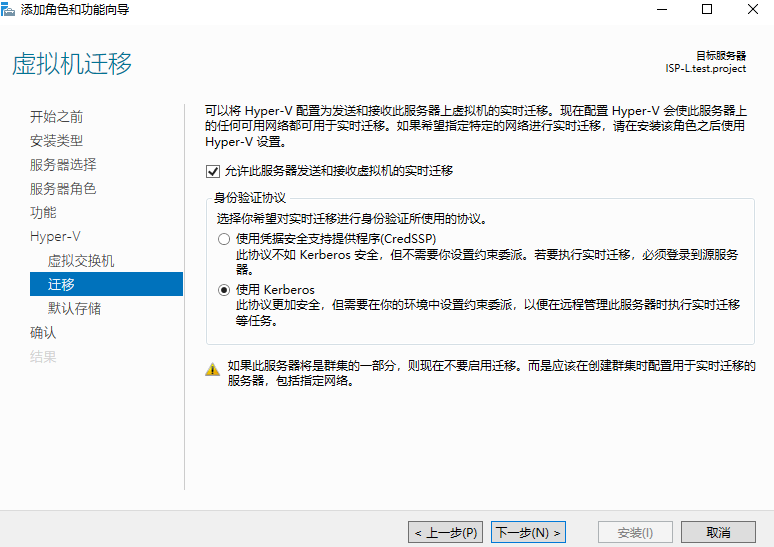 添加角色和功能向导
虚拟机迁移
目标服务器
ISP-L.test.project
开始之前
安装类型
服务器选择
服务器角色
功能
Hyper-V
虚拟交换机
迁移
默认存储
确认
结果
可以将 Hyper-V 配置为发送和接收此服务器上虚拟机的实时迁移。现在配置 Hyper-V 会使此服务器上
的任何可用网络都可用于实时迁移。如果希望指定特定的网络进行实时迁移，请在安装该角色之后使用
Hyper-V 设置。
允许此服务器发送和接收虚拟机的实时迁移
身份验证协议
选择你希望对实时迁移进行身份验证所使用的协议。
使用凭据安全支持提供程序(CredSSP)
此协议不如 Kerberos 安全，但不需要你设置约束委派。若要执行实时迁移，必须登录到源服务
器。
使用 Kerberos
此协议更加安全，但需要在你的环境中设置约束委派，以便在远程管理此服务器时执行实时迁移
等任务。
如果此服务器将是群集的一部分，则现在不要启用迁移。而是应该在创建群集时配置用于实时迁移的
服务器，包括指定网络。
< 上一步(P)
下一步(N) >
安装(I)
取消